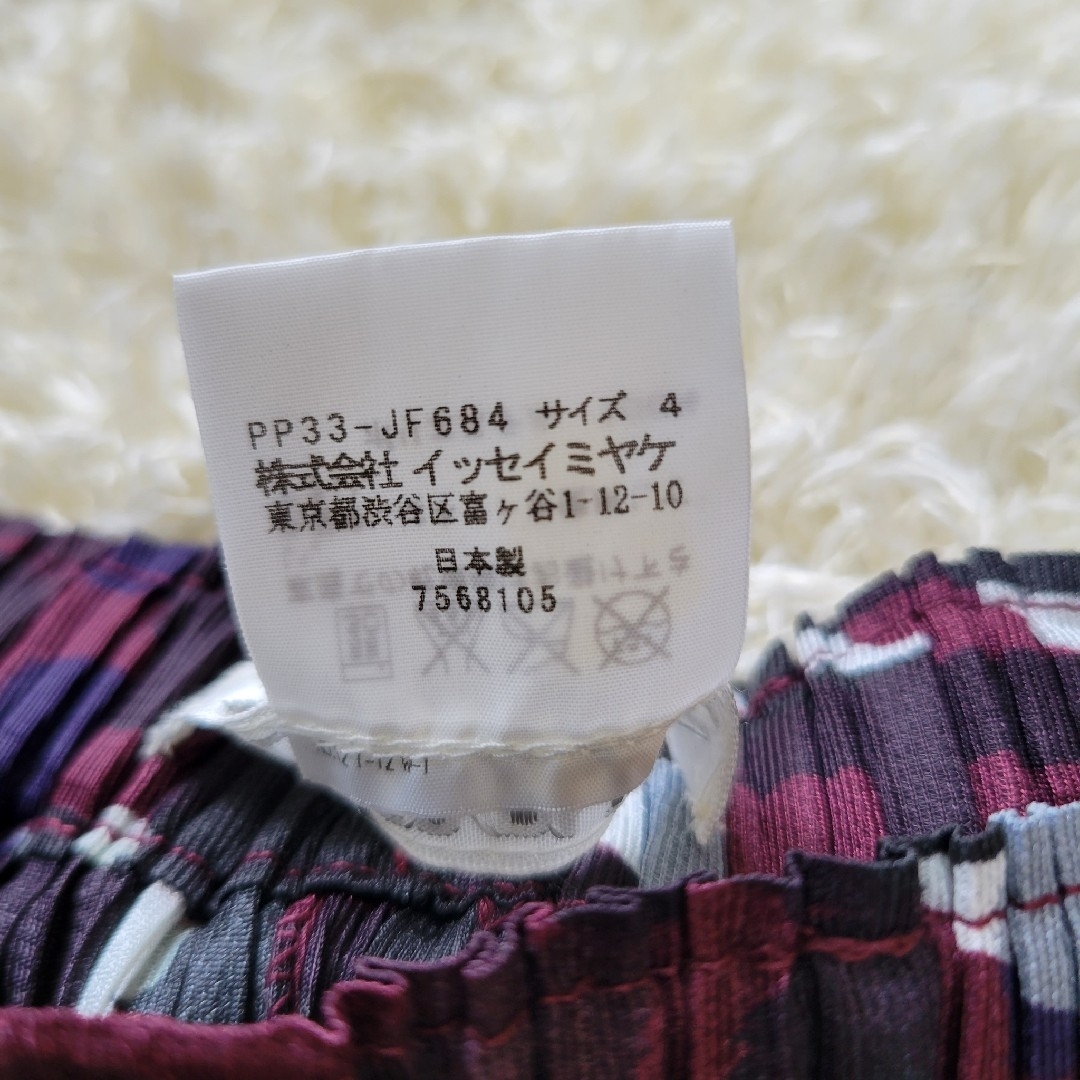 PP33-JF684 サイズ 4
株式会社 イッセイミヤケ
東京都渋谷区富ヶ谷1-12-10
日本製
7568105